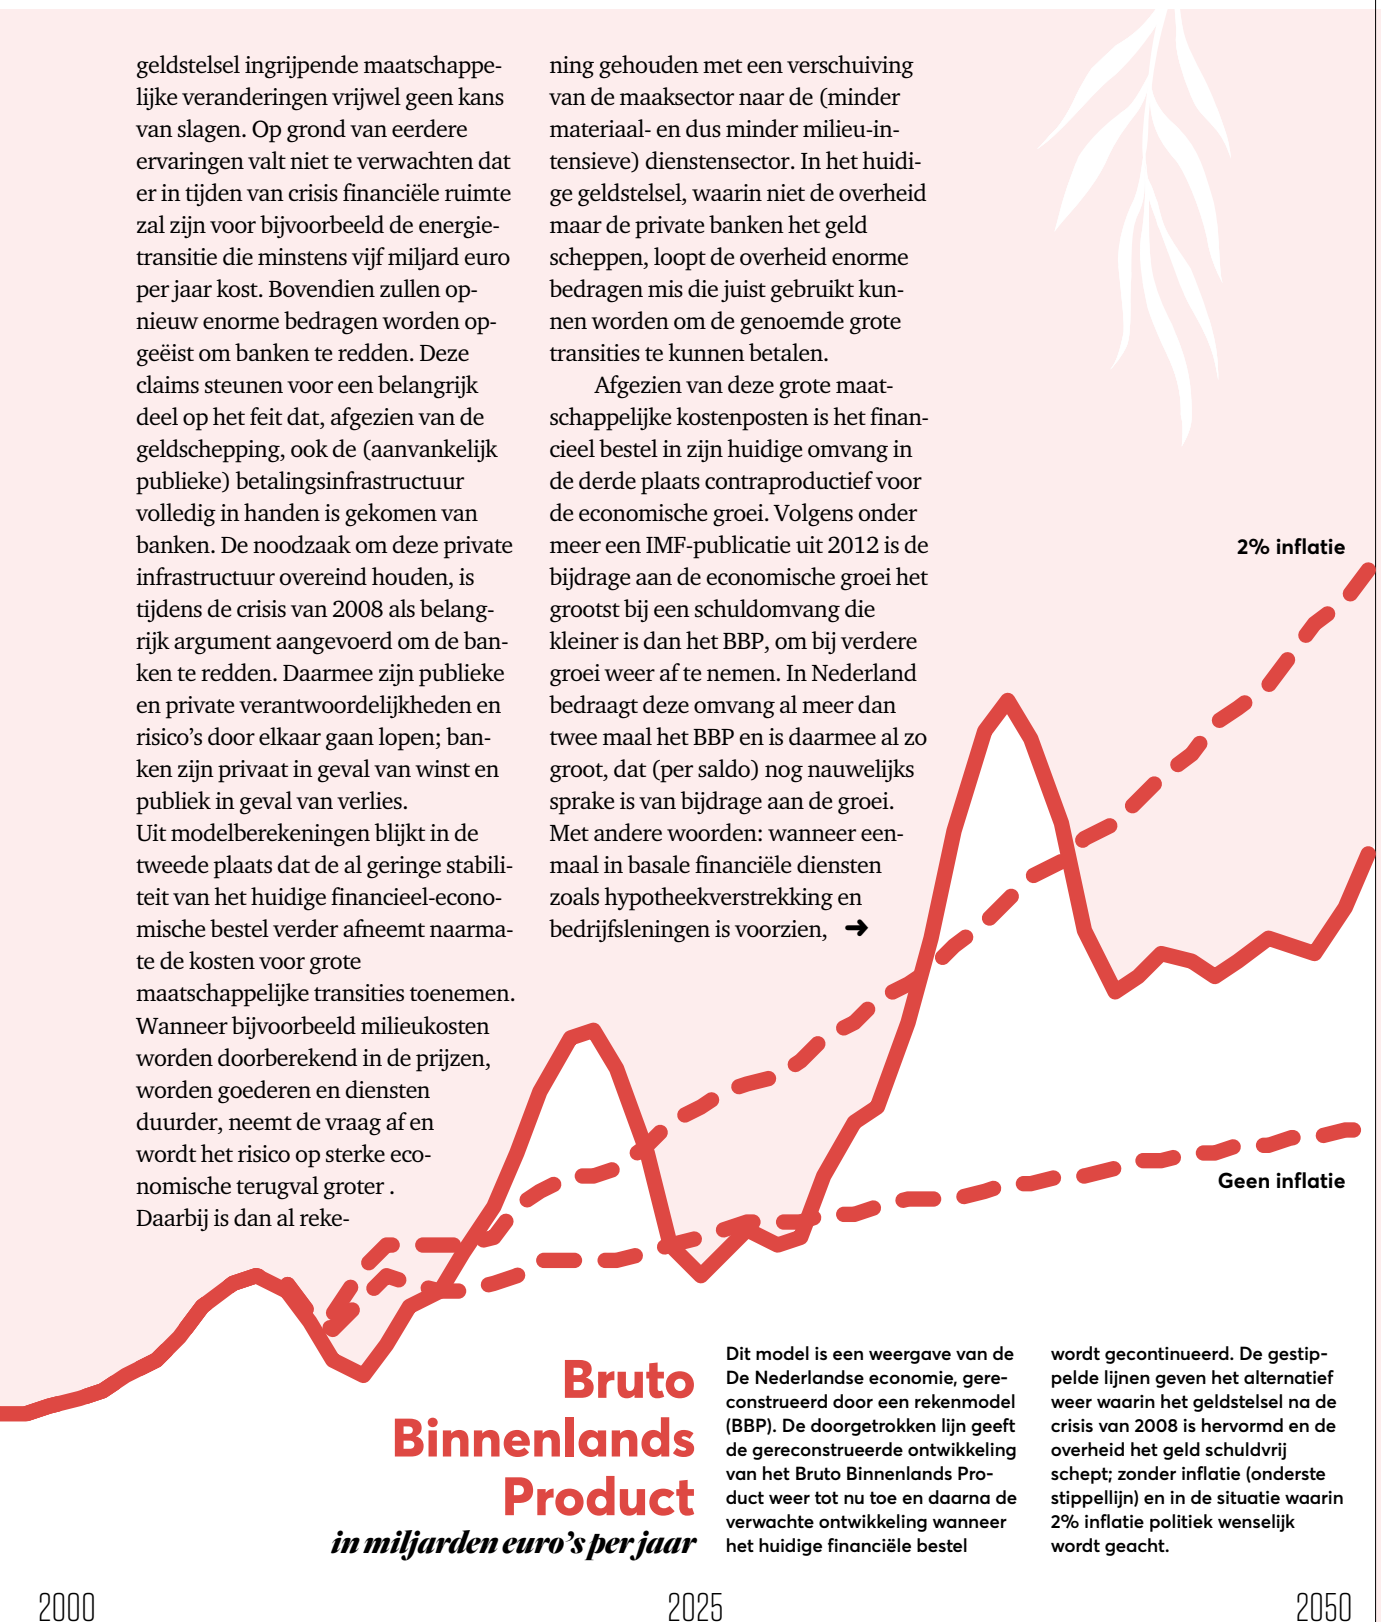 geldstelsel ingrijpende maatschappe-
lijke veranderingen vrijwel geen kans
van slagen. Op grond van eerdere
ervaringen valt niet te verwachten dat
er in tijden van crisis financiële ruimte
zal zijn voor bijvoorbeeld de energie-
transitie die minstens vijf miljard euro
per jaar kost. Bovendien zullen op-
nieuw enorme bedragen worden op-
geëist om banken te redden. Deze
claims steunen voor een belangrijk
deel op het feit dat, afgezien van de
geldschepping, ook de (aanvankelijk
publieke) betalingsinfrastructuur
volledig in handen is gekomen van
banken. De noodzaak om deze private
infrastructuur overeind houden, is
tijdens de crisis van 2008 als belang-
rijk argument aangevoerd om de ban-
ken te redden. Daarmee zijn publieke
en private verantwoordelijkheden en
risico’s door elkaar gaan lopen; ban-
ken zijn privaat in geval van winst en
publiek in geval van verlies.
Uit modelberekeningen blijkt in de
tweede plaats dat de al geringe stabili-
teit van het huidige financieel-econo-
mische bestel verder afneemt naarma-
te de kosten voor grote
maatschappelijke transities toenemen.
Wanneer bijvoorbeeld milieukosten
worden doorberekend in de prijzen,
worden goederen en diensten
duurder, neemt de vraag af en
wordt het risico op sterke eco-
nomische terugval groter .
Daarbij is dan al reke-
ning gehouden met een verschuiving
van de maaksector naar de (minder
materiaal- en dus minder milieu-in-
tensieve) dienstensector. In het huidi-
ge geldstelsel, waarin niet de overheid
maar de private banken het geld
scheppen, loopt de overheid enorme
bedragen mis die juist gebruikt kun-
nen worden om de genoemde grote
transities te kunnen betalen.
Afgezien van deze grote maat-
schappelijke kostenposten is het finan-
cieel bestel in zijn huidige omvang in
de derde plaats contraproductief voor
de economische groei. Volgens onder
meer een IMF-publicatie uit 2012 is de
bijdrage aan de economische groei het
grootst bij een schuldomvang die
kleiner is dan het BBP, om bij verdere
groei weer af te nemen. In Nederland
bedraagt deze omvang al meer dan
twee maal het BBP en is daarmee al zo
groot, dat (per saldo) nog nauwelijks
sprake is van bijdrage aan de groei.
Met andere woorden: wanneer een-
maal in basale financiële diensten
zoals hypotheekverstrekking en
bedrijfsleningen is voorzien, ➜
2% inflatie
Geen inflatie
Bruto
Binnenlands
Product
in miljarden euro’s per jaar
Dit model is een weergave van de
De Nederlandse economie, gere-
construeerd door een rekenmodel
(BBP). De doorgetrokken lijn geeft
de gereconstrueerde ontwikkeling
van het Bruto Binnenlands Pro-
duct weer tot nu toe en daarna de
verwachte ontwikkeling wanneer
het huidige financiële bestel
wordt gecontinueerd. De gestip-
pelde lijnen geven het alternatief
weer waarin het geldstelsel na de
crisis van 2008 is hervormd en de
overheid het geld schuldvrij
schept; zonder inflatie (onderste
stippellijn) en in de situatie waarin
2% inflatie politiek wenselijk
wordt geacht.
2000
2025
2050